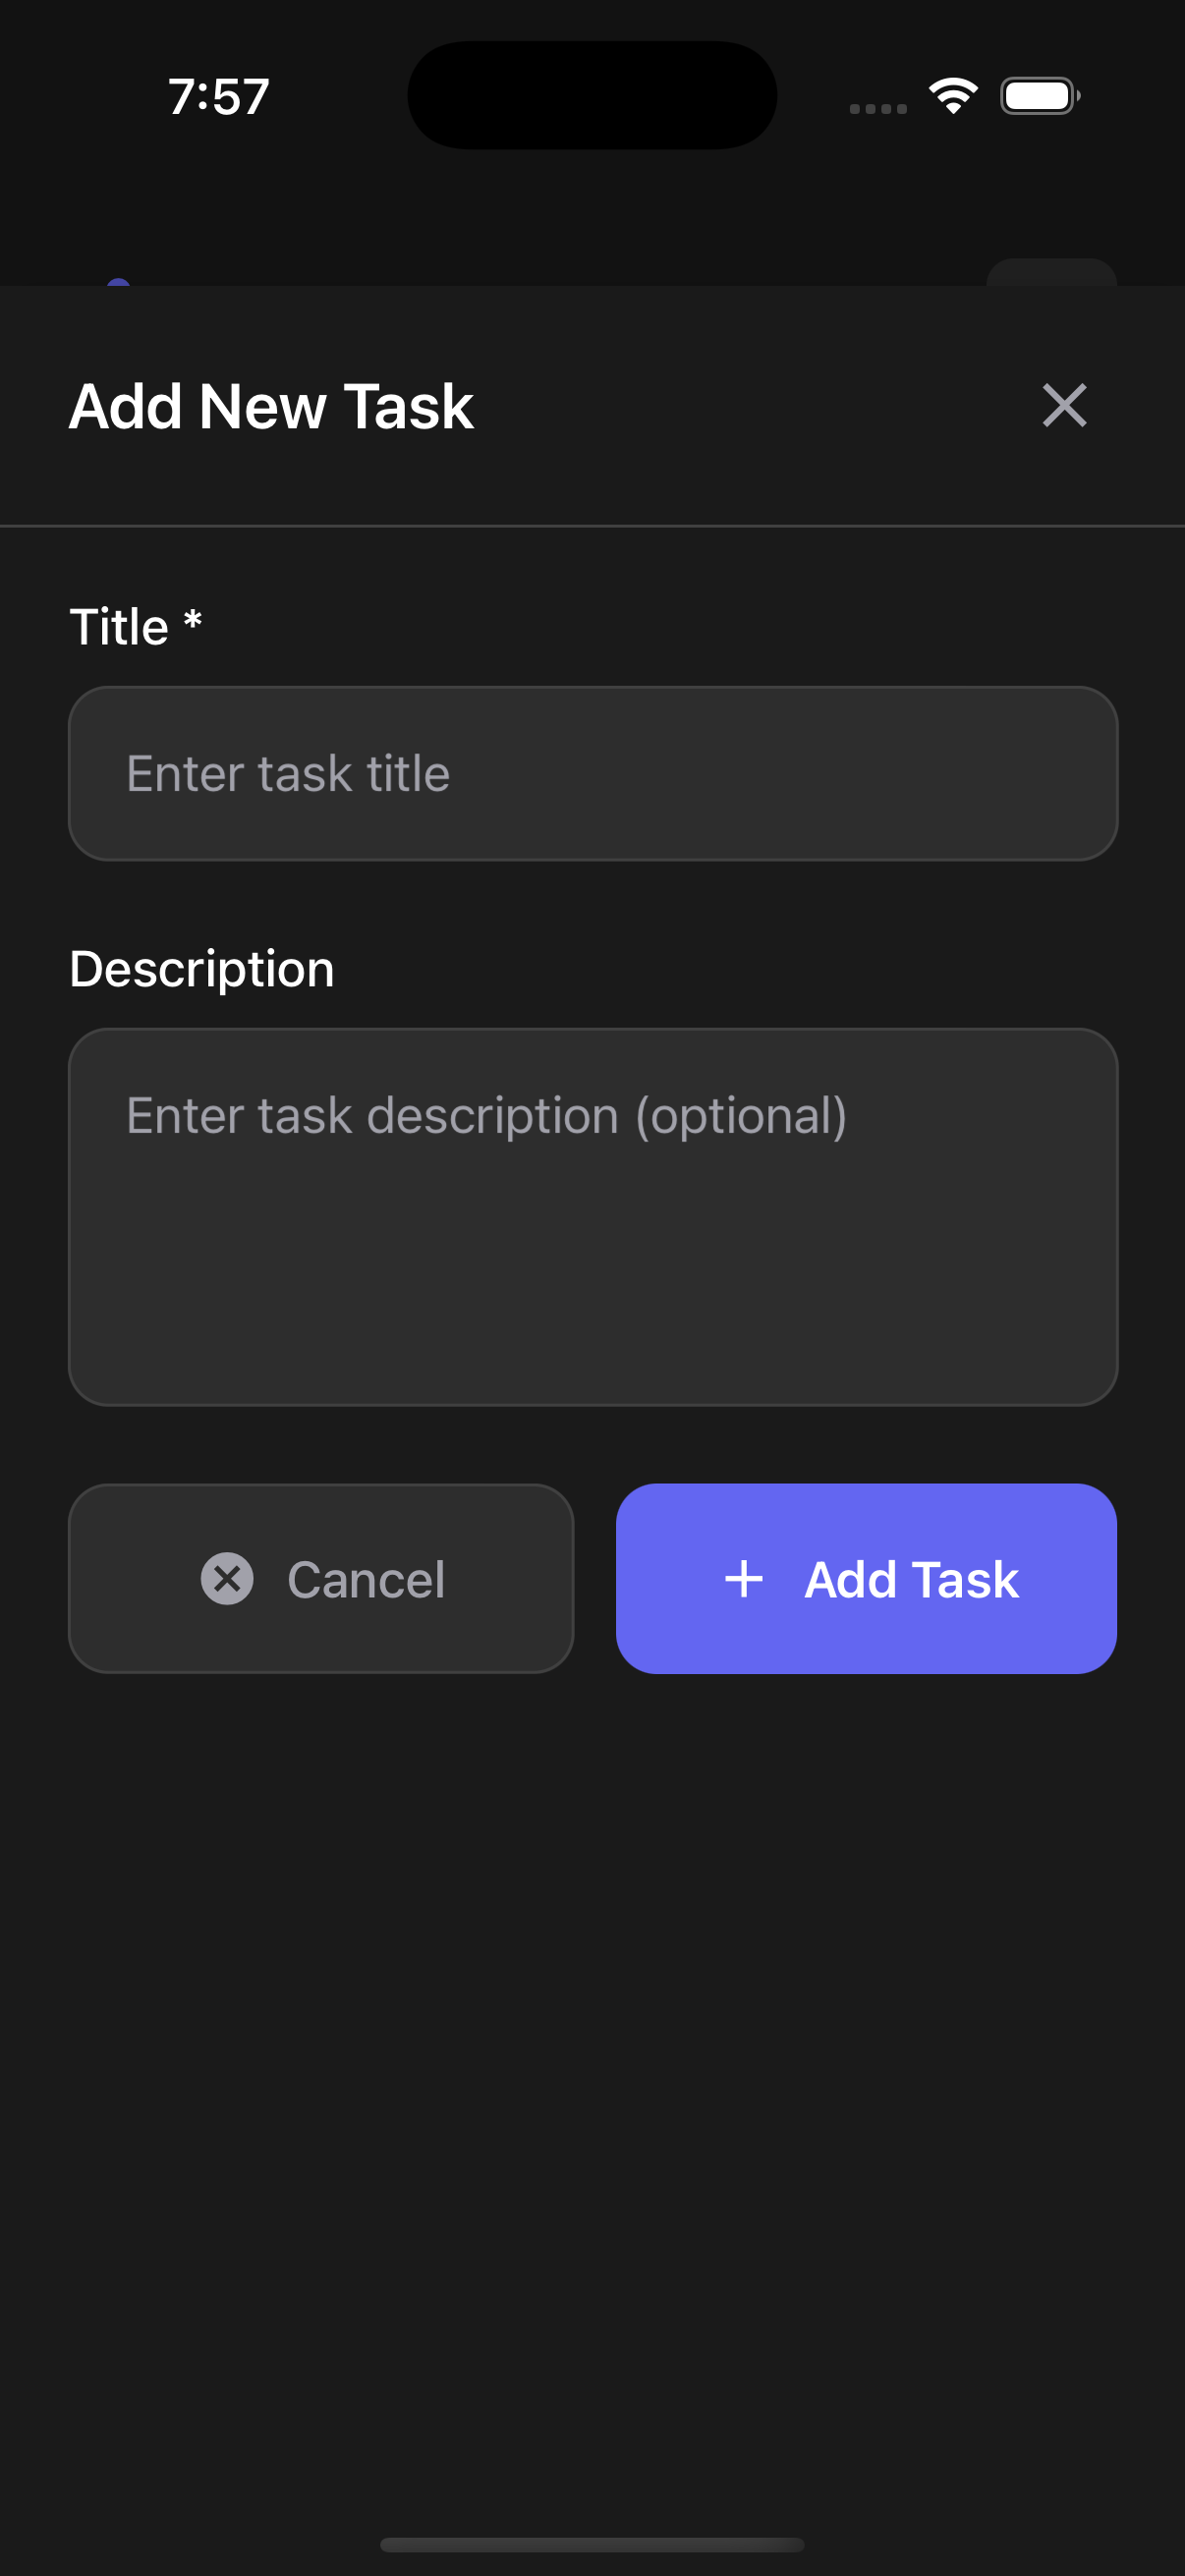 7:57
Add New Task
Title *
Enter task title
Description
Enter task description (optional)
Cancel
Add Task